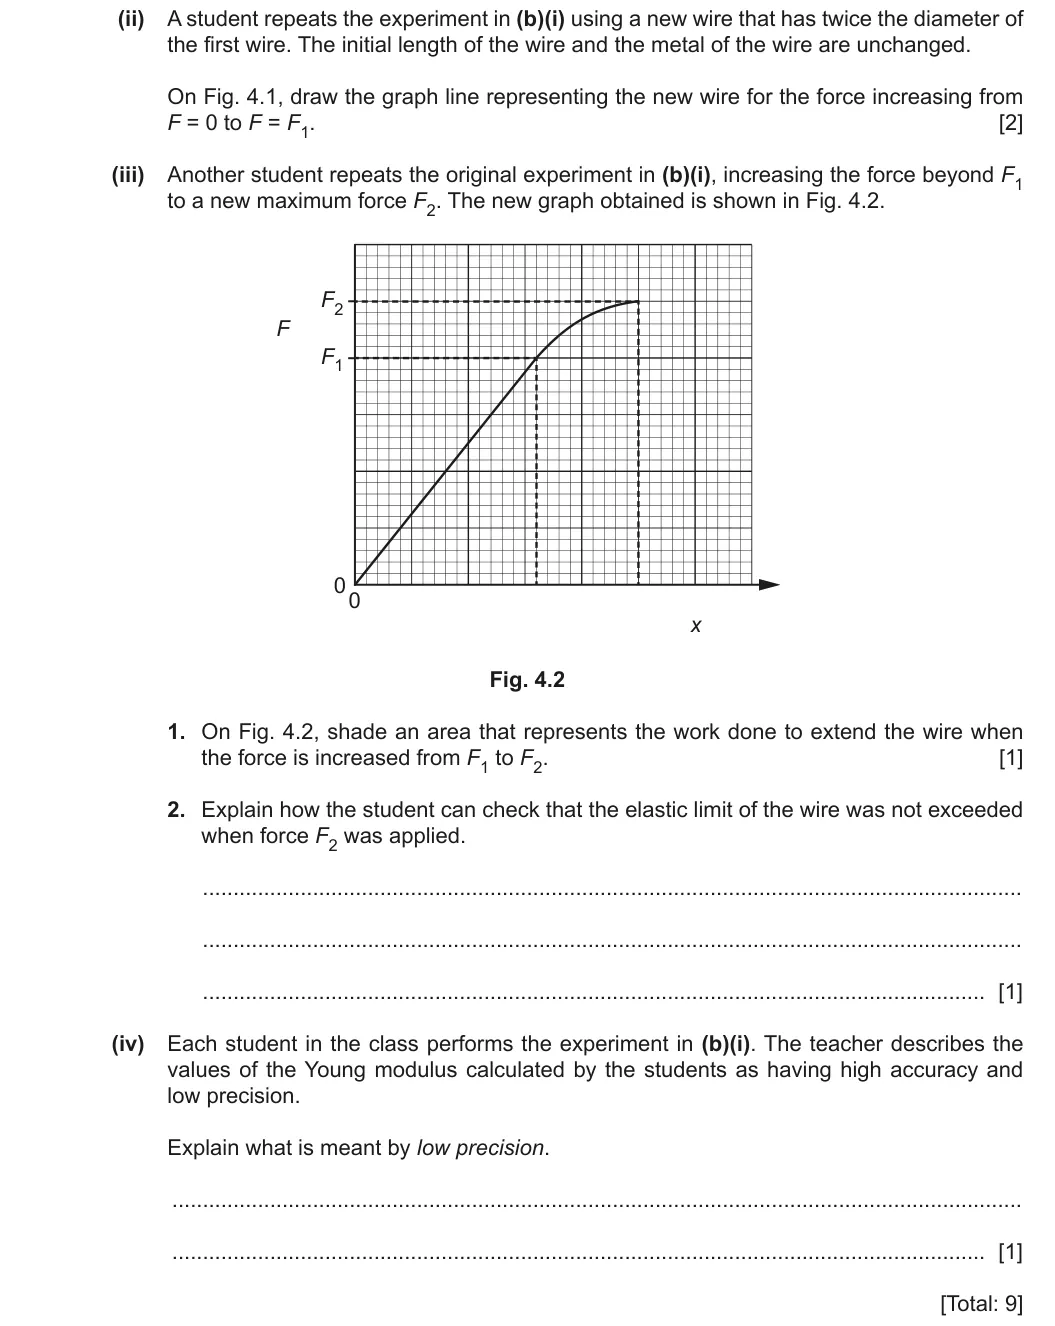 (ii) A student repeats the experiment in (b)(i) using a new wire that has twice the diameter of
the first wire. The initial length of the wire and the metal of the wire are unchanged.
On Fig. 4.1, draw the graph line representing the new wire for the force increasing from
F = 0 to F = F1. [2]
(iii) Another student repeats the original experiment in (b)(i), increasing the force beyond F1
to a new maximum force F2. The new graph obtained is shown in Fig. 4.2.
F2
F
F1
0
0
x
Fig. 4.2
1. On Fig. 4.2, shade an area that represents the work done to extend the wire when
the force is increased from F1 to F2. [1]
2. Explain how the student can check that the elastic limit of the wire was not exceeded
when force F2 was applied.
[1]
(iv) Each student in the class performs the experiment in (b)(i). The teacher describes the
values of the Young modulus calculated by the students as having high accuracy and
low precision.
Explain what is meant by low precision.
[1]
[Total: 9]